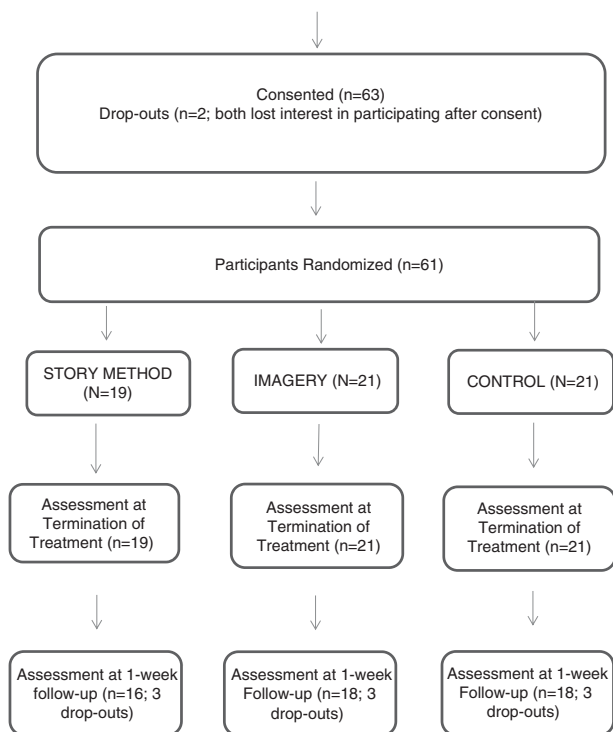 Consented (n=63)
Drop-outs (n=2; both lost interest in participating after consent)
Participants Randomized (n=61)
STORY METHOD
(N=19)
IMAGERY (N=21)
CONTROL (N=21)
Assessment at
Termination of
Treatment (n=19)
Assessment at
Termination of
Treatment (n=21)
Assessment at
Termination of
Treatment (n=21)
Assessment at 1-week
follow-up (n=16; 3
drop-outs)
Assessment at 1-week
Follow-up (n=18; 3
drop-outs)
Assessment at 1-week
Follow-up (n=18; 3
drop-outs)